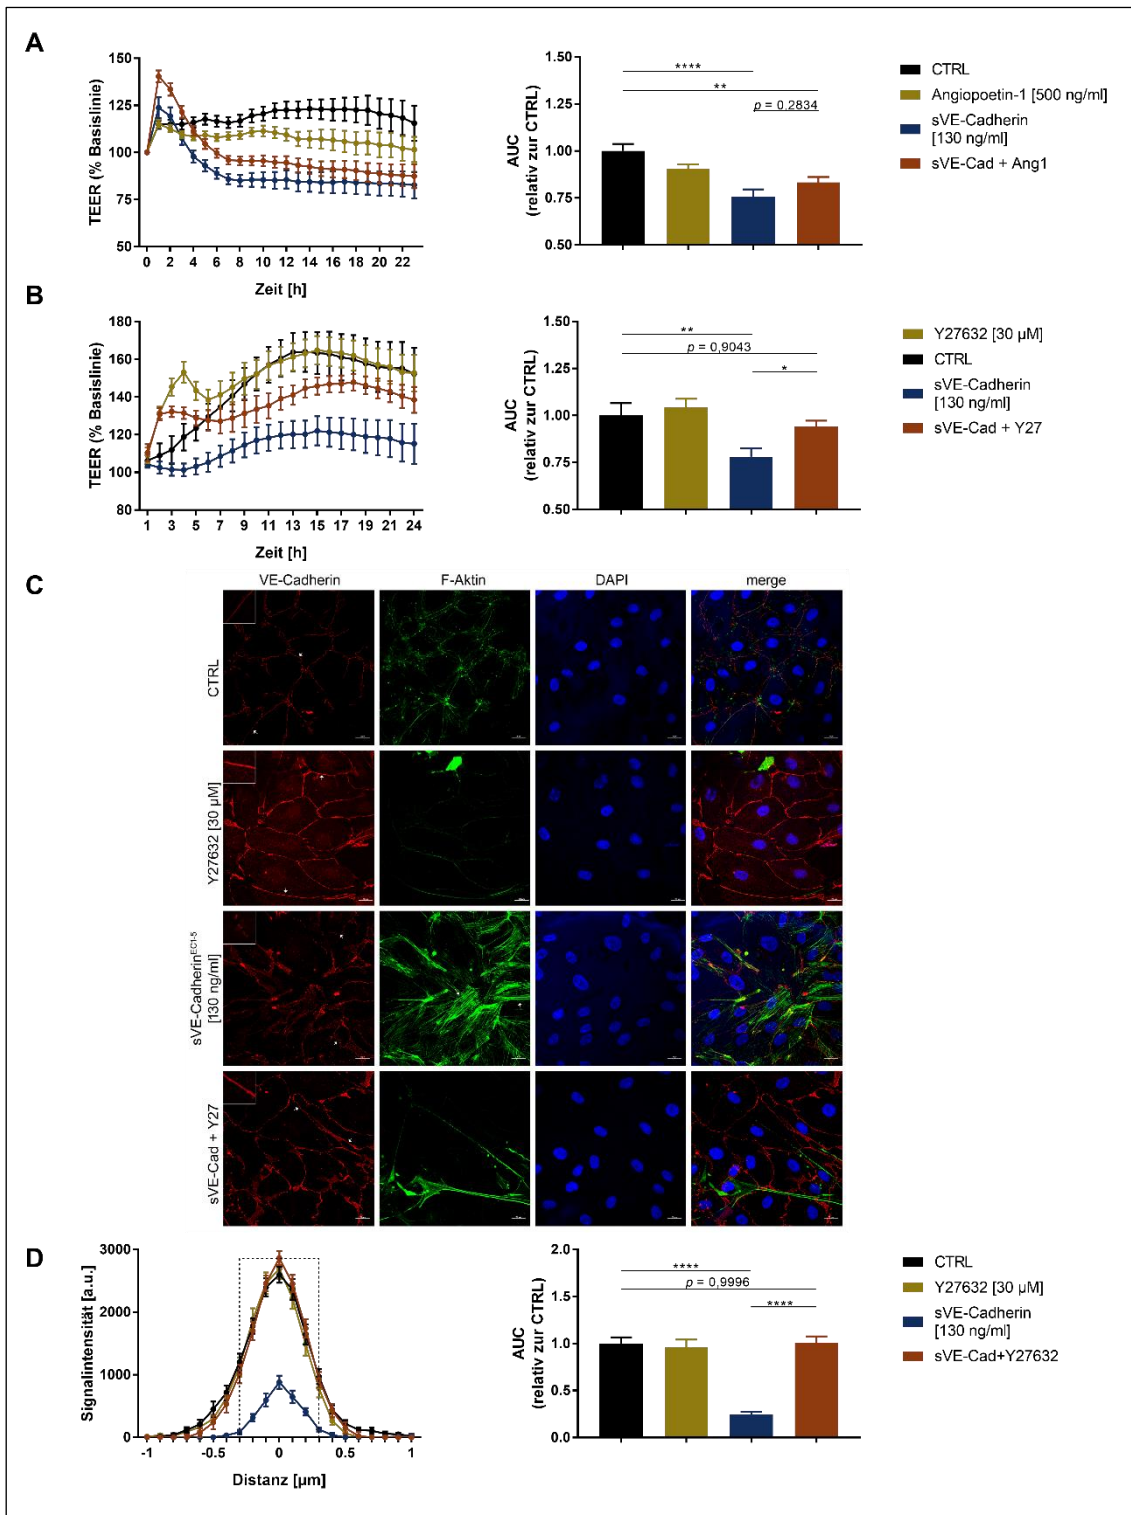 A
TEER (% Basislinie)
150
125
100
75
50
0 2 4 6 8 10 12 14 16 18 20 22
Zeit [h]
AUC
(relativ zur CTRL)
1.50
1.25
1.00
0.75
0.50
****
**
p = 0,2834
CTRL
Angiopoetin-1 [500 ng/ml]
sVE-Cadherin
[130 ng/ml]
sVE-Cad + Ang1
B
TEER (% Basislinie)
180
160
140
120
100
80
1 3 5 7 9 11 13 15 17 19 21 24
Zeit [h]
AUC
(relativ zur CTRL)
1.50
1.25
1.00
0.75
0.50
**
p = 0,9043
*
Y27632 [30 µM]
CTRL
sVE-Cadherin
[130 ng/ml]
sVE-Cad + Y27
C
VE-Cadherin F-Aktin DAPI merge
CTRL
Y27632 [30 µM]
sVE-Cadherin^EC1-5
[130 ng/ml]
sVE-Cad + Y27
D
Signalintensität [a.u.]
3000
2000
1000
0
-1 -0.5 0 0.5 1
Distanz [µm]
AUC
(relativ zur CTRL)
2.0
1.5
1.0
0.5
0.0
****
p = 0,9996
****
CTRL
Y27632 [30 µM]
sVE-Cadherin
[130 ng/ml]
sVE-Cad+Y27632